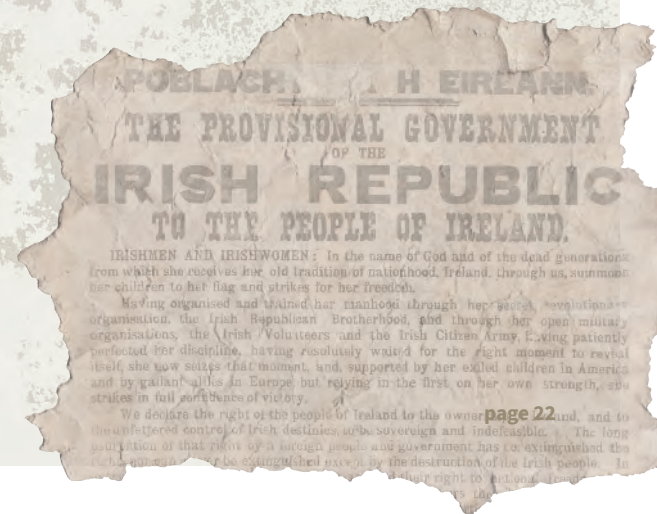 POBLACHT H EIREANN.
THE PROVISIONAL GOVERNMENT
OF THE
IRISH REPUBLIC
TO THE PEOPLE OF IRELAND.
IRISHMEN AND IRISHWOMEN: In the name of God and of the dead generations
from which she receives her old tradition of nationhood, Ireland, through us, summons
her children to her flag and strikes for her freedom.
Having organised and trained her manhood through her secret revolutionary
organisation, the Irish Republican Brotherhood, and through her open military
organisations, the Irish Volunteers and the Irish Citizen Army, having patiently
perfected her discipline, having resolutely waited for the right moment to reveal
itself, she now seizes that moment, and, supported by her exiled children in America
and by gallant allies in Europe, but relying in the first on her own strength, she
strikes in full confidence of victory.
We declare the right of the people of Ireland to the owner page 22 and, and to
the unfettered control of Irish destinies, to be sovereign and indefeasible. The long
usurpation of that right by a foreign people and government has not extinguished the
right, nor can it ever be extinguished except by the destruction of the Irish people. In
their right to national